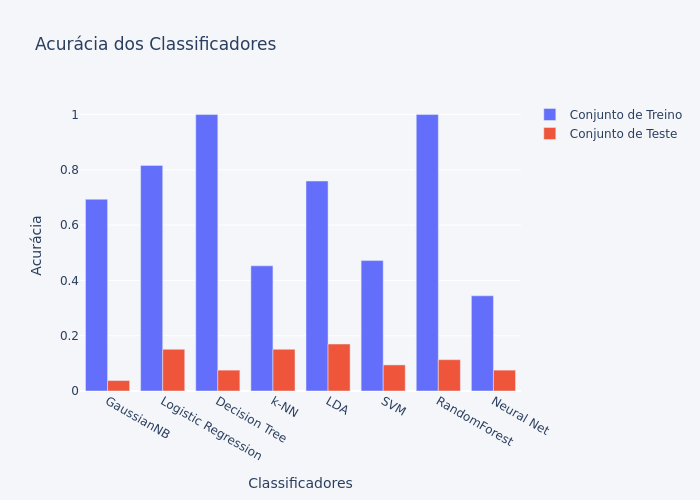 Acurácia dos Classificadores
Conjunto de Treino
Conjunto de Teste
Acurácia
1
0.8
0.6
0.4
0.2
0
GaussianNB
Logistic Regression
Decision Tree
k-NN
LDA
SVM
RandomForest
Neural Net
Classificadores